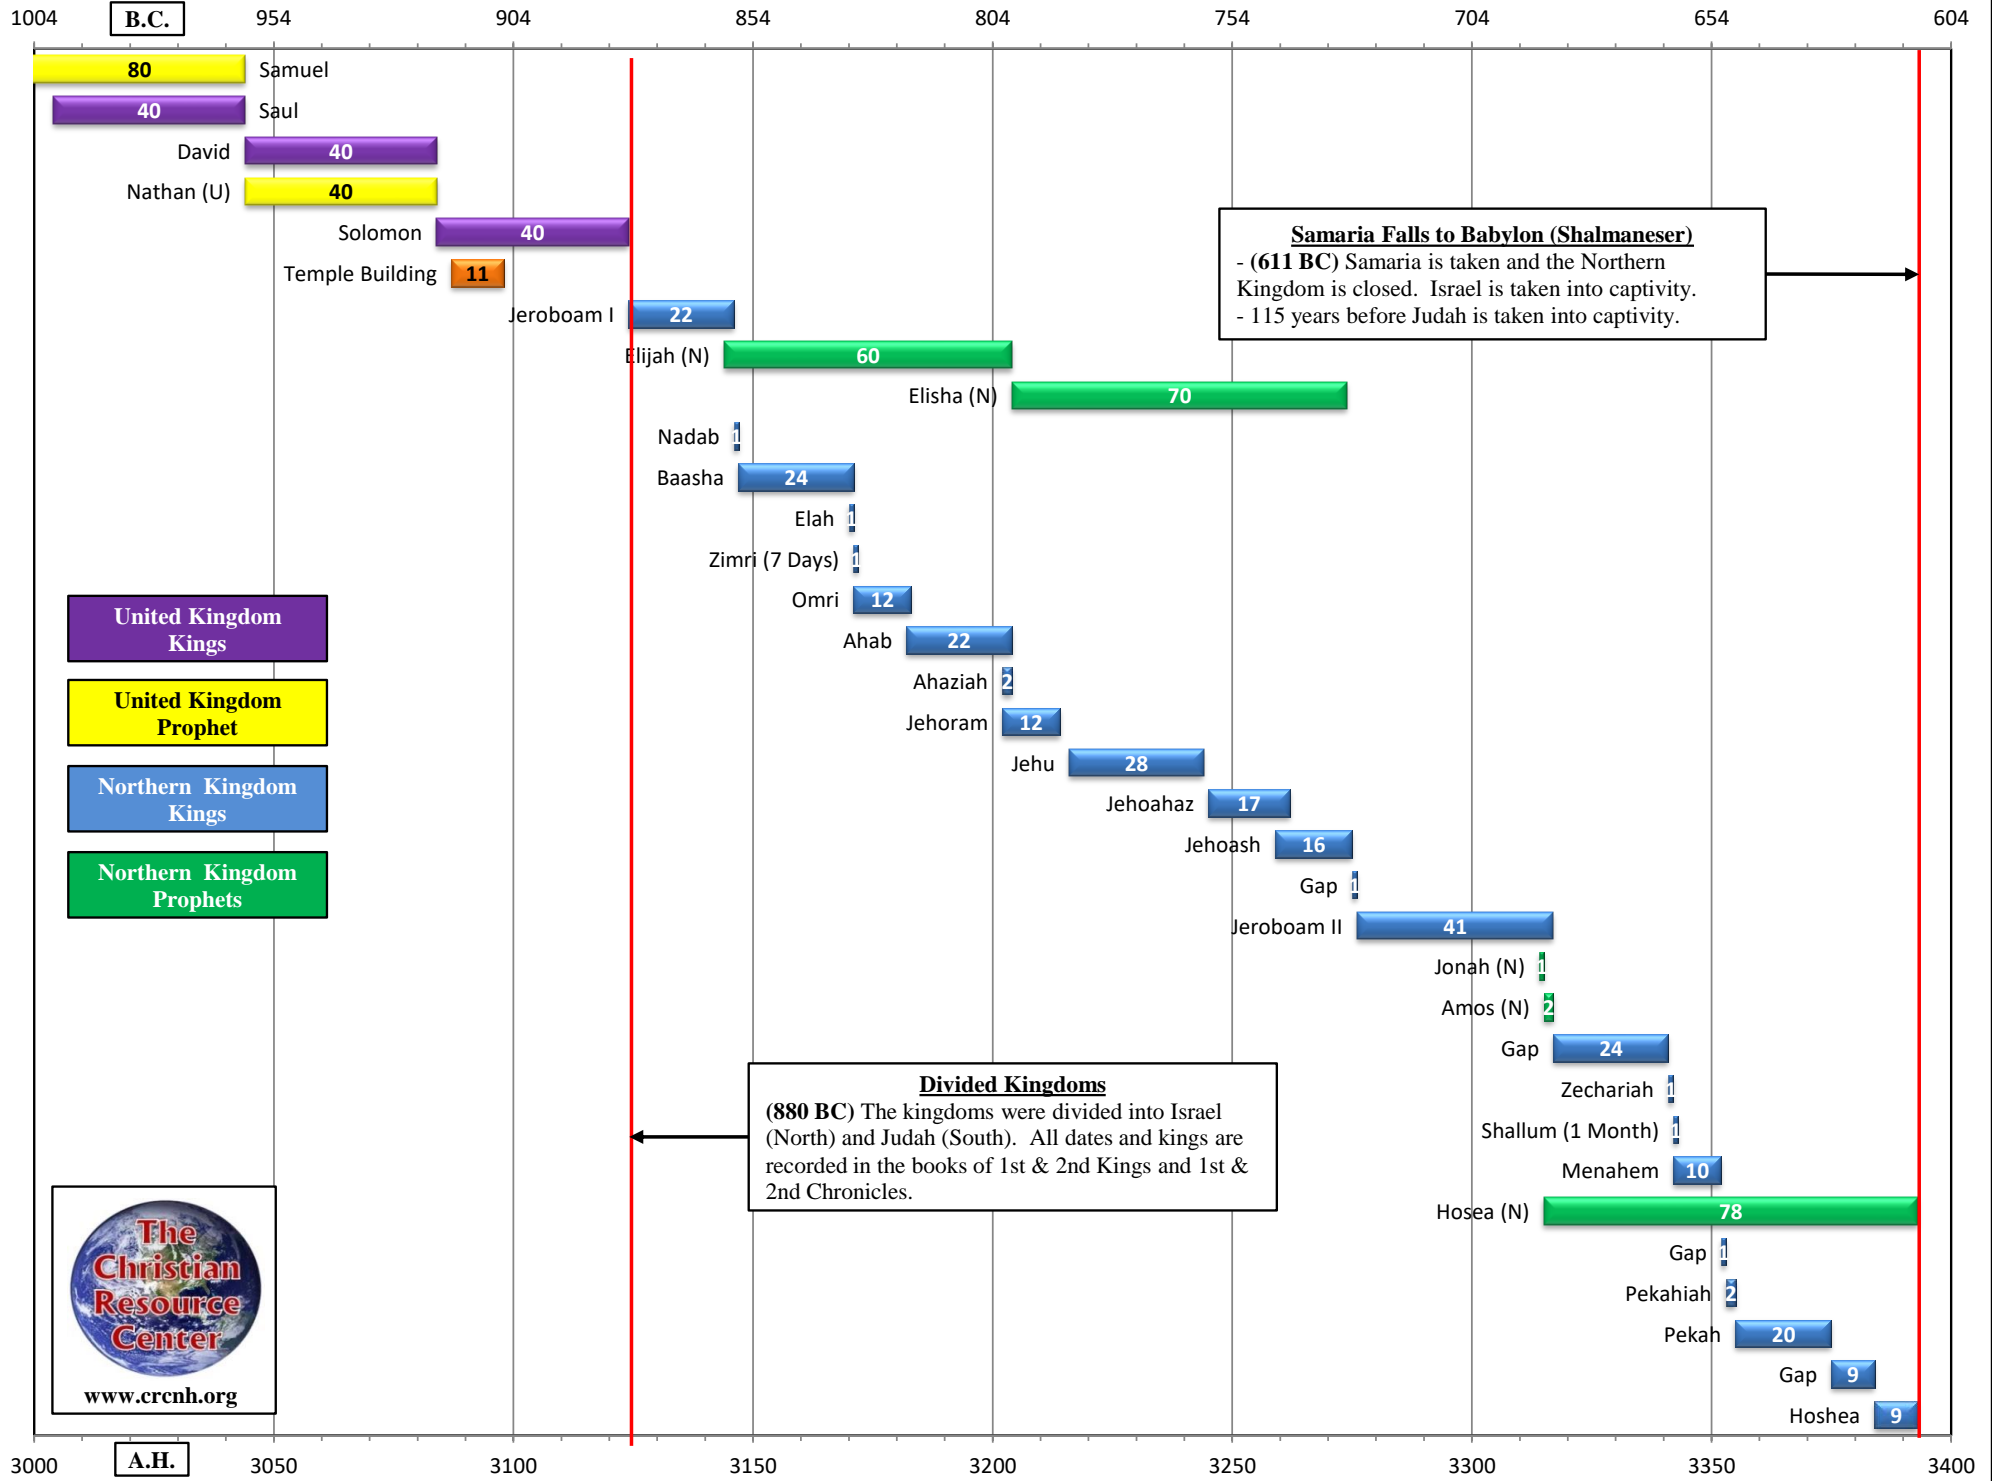 1004 B.C. 954 904 854 804 754 704 654 604
80 Samuel
40 Saul
David 40
Nathan (U) 40
Solomon 40
Temple Building 11
Jeroboam I 22
Elijah (N) 60
Elisha (N) 70
Nadab 1
Baasha 24
Elah 1
Zimri (7 Days) 1
Omri 12
Ahab 22
Ahaziah 2
Jehoram 12
Jehu 28
Jehoahaz 17
Jehoash 16
Gap 1
Jeroboam II 41
Jonah (N) 1
Amos (N) 2
Gap 24
Zechariah 1
Shallum (1 Month) 1
Menahem 10
Hosea (N) 78
Gap 1
Pekahiah 2
Pekah 20
Gap 9
Hoshea 9
Samaria Falls to Babylon (Shalmaneser)
- (611 BC) Samaria is taken and the Northern
Kingdom is closed. Israel is taken into captivity.
- 115 years before Judah is taken into captivity.
United Kingdom
Kings
United Kingdom
Prophet
Northern Kingdom
Kings
Northern Kingdom
Prophets
Divided Kingdoms
(880 BC) The kingdoms were divided into Israel
(North) and Judah (South). All dates and kings are
recorded in the books of 1st & 2nd Kings and 1st &
2nd Chronicles.
The
Christian
Resource
Center
www.crcnh.org
3000 A.H. 3050 3100 3150 3200 3250 3300 3350 3400